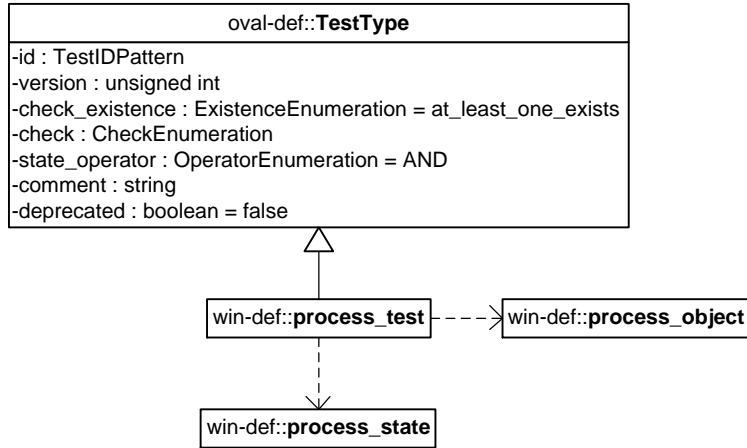 oval-def::TestType
-id : TestIDPattern
-version : unsigned int
-check_existence : ExistenceEnumeration = at_least_one_exists
-check : CheckEnumeration
-state_operator : OperatorEnumeration = AND
-comment : string
-deprecated : boolean = false
win-def::process_test
win-def::process_object
win-def::process_state